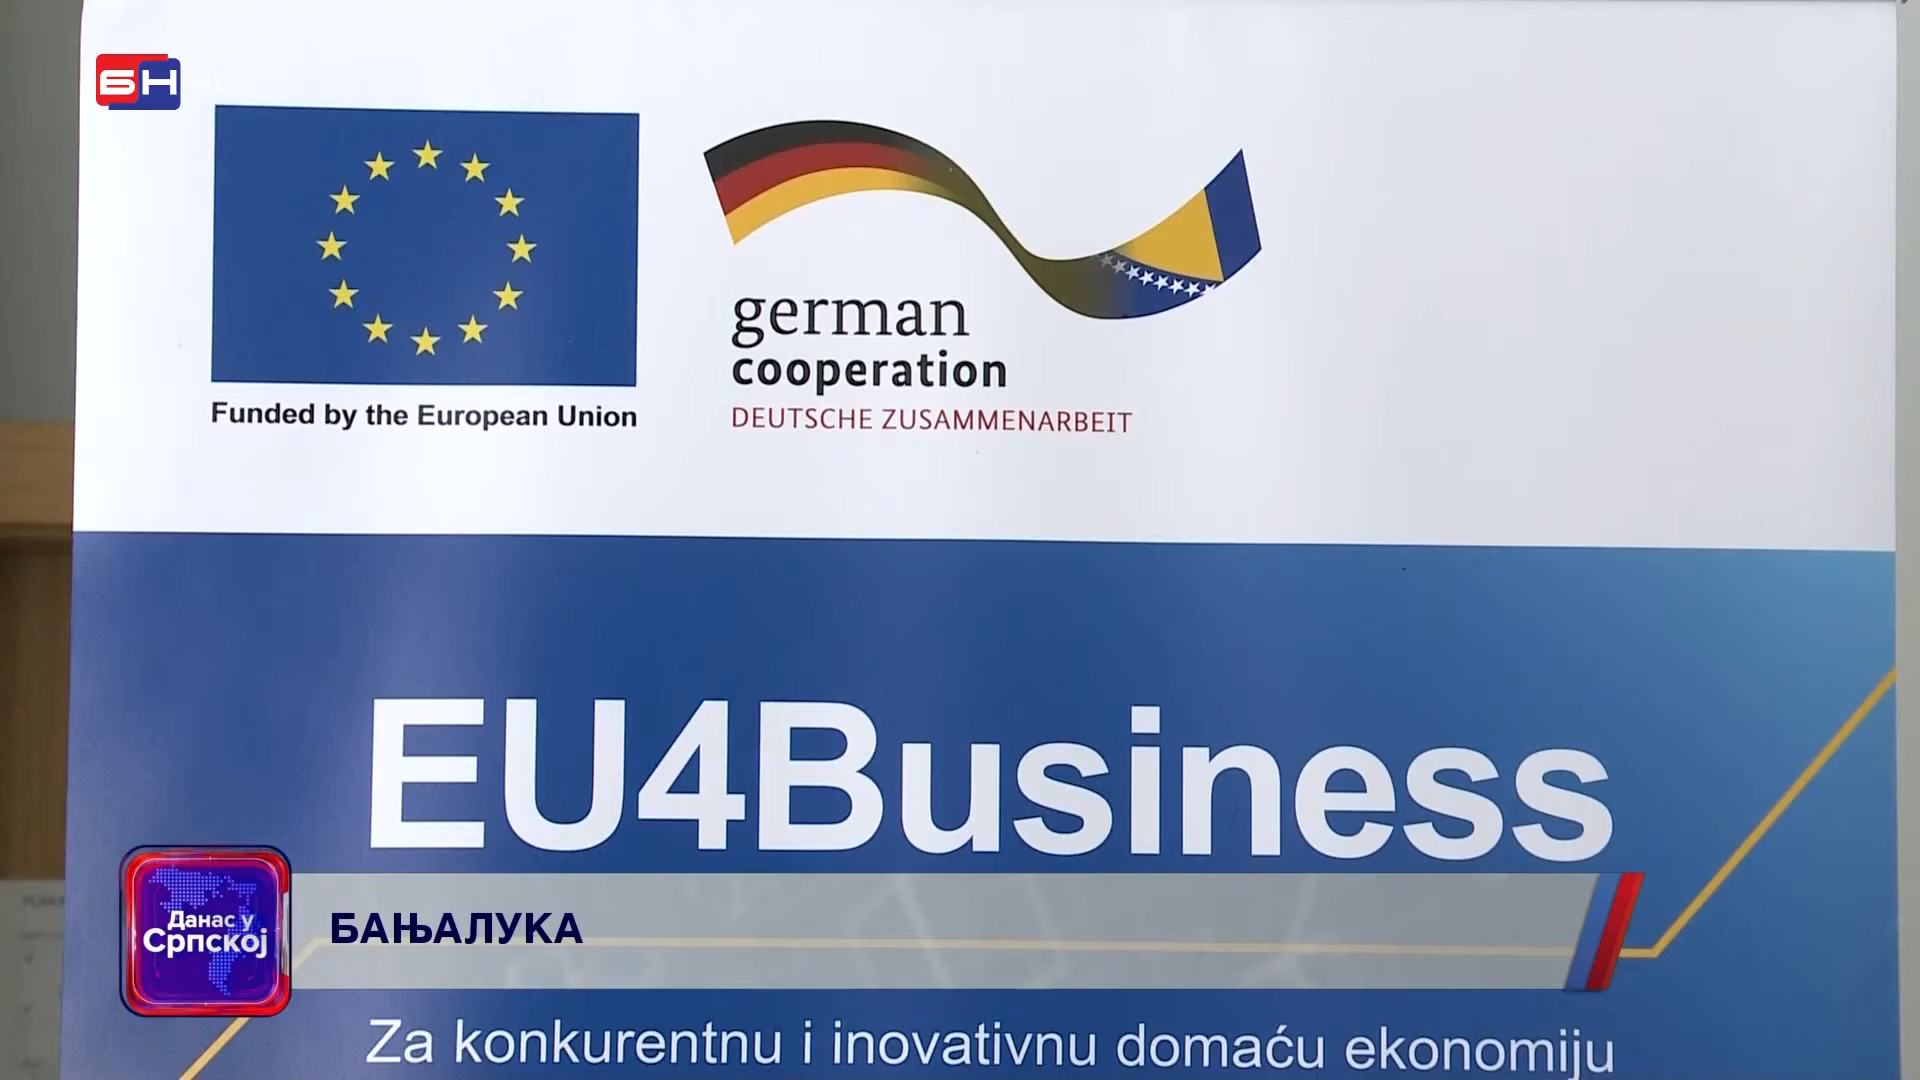 БН
Funded by the European Union
german
cooperation
DEUTSCHE ZUSAMMENARBEIT
EU4Business
Данас у
Српској
БАЊАЛУКА
Za konkurentnu i inovativnu domaću ekonomiju